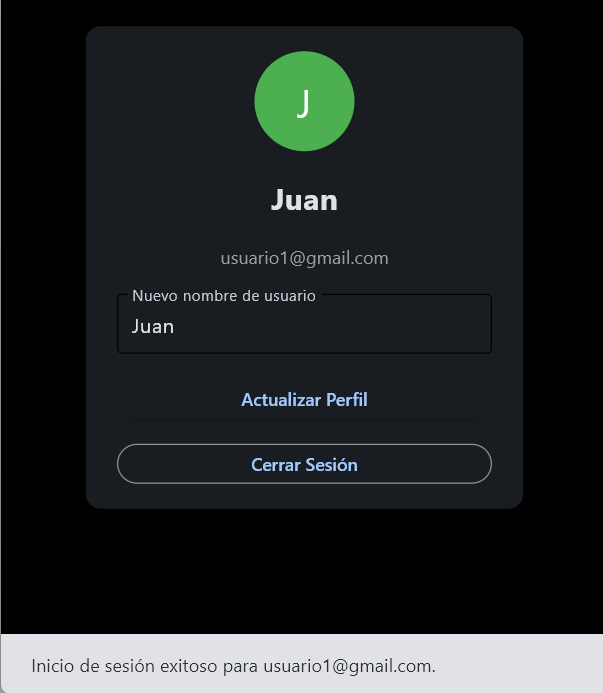 J
Juan
usuario1@gmail.com
Nuevo nombre de usuario
Juan
Actualizar Perfil
Cerrar Sesión
Inicio de sesión exitoso para usuario1@gmail.com.